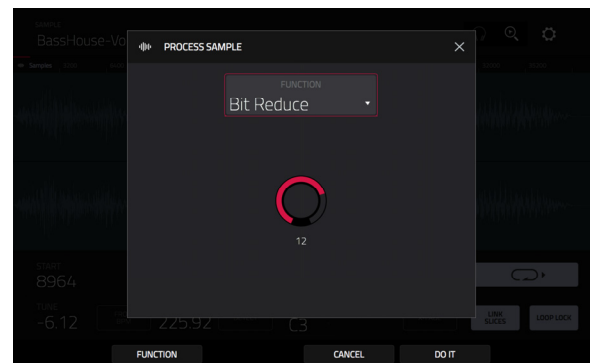 SAMPLE
BassHouse-Vo
PROCESS SAMPLE
Samples
FUNCTION
Bit Reduce
12
START
8964
TUNE
-6.12
225.92
C3
LINK SLICES
LOOP LOCK
FUNCTION
CANCEL
DO IT